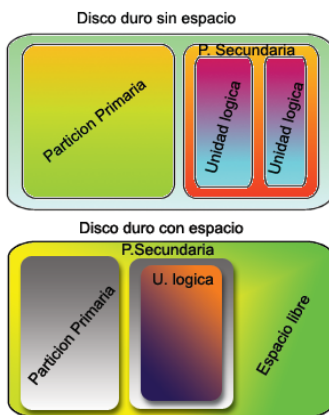 Disco duro sin espacio
Particion Primaria
P. Secundaria
Unidad logica
Unidad logica
Disco duro con espacio
P.Secundaria
Particion Primaria
U. logica
Espacio libre